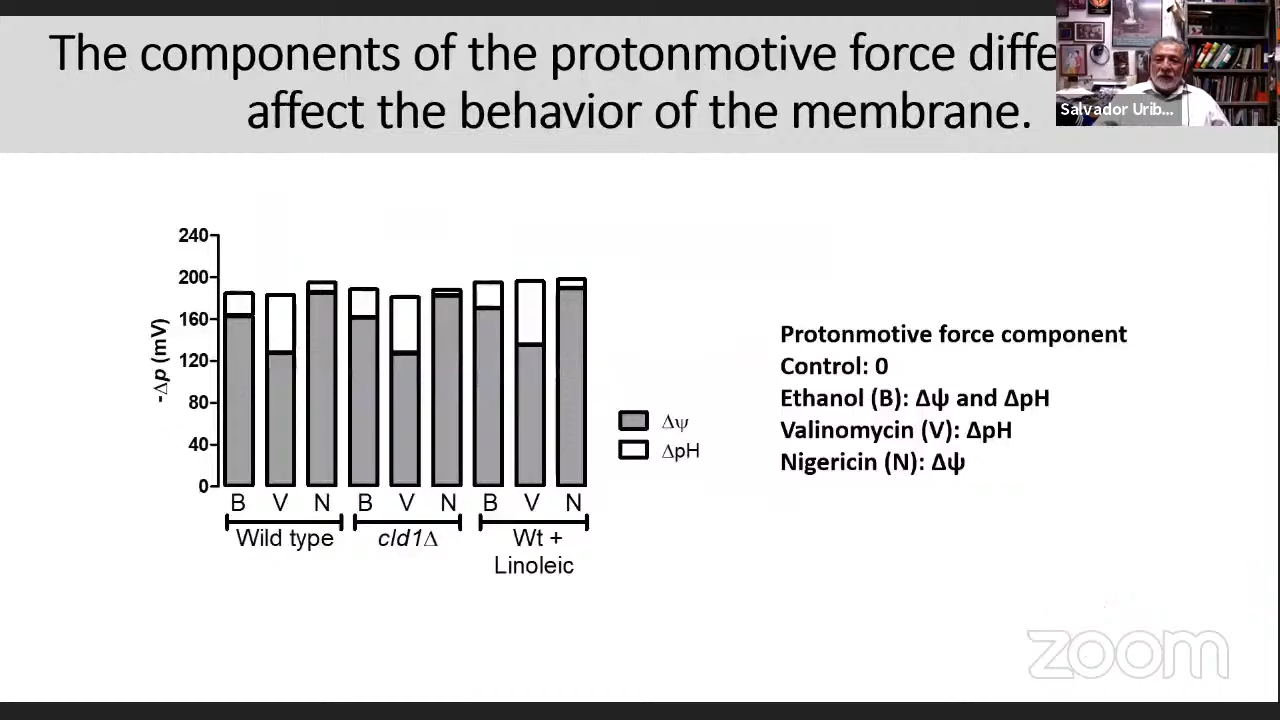 The components of the protonmotive force diffe
affect the behavior of the membrane.
Salvador Urib...
240
200
160
120
80
40
0
-Δp (mV)
B V N B V N B V N
Wild type cld1Δ Wt +
Linoleic
Δψ
ΔpH
Protonmotive force component
Control: 0
Ethanol (B): Δψ and ΔpH
Valinomycin (V): ΔpH
Nigericin (N): Δψ
zoom